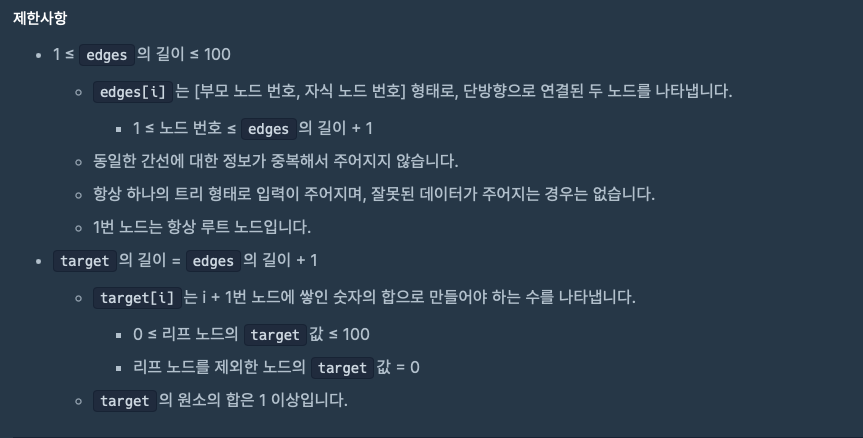 제한사항
• 1 ≤ edges 의 길이 ≤ 100
◦ edges[i] 는 [부모 노드 번호, 자식 노드 번호] 형태로, 단방향으로 연결된 두 노드를 나타냅니다.
▪ 1 ≤ 노드 번호 ≤ edges 의 길이 + 1
◦ 동일한 간선에 대한 정보가 중복해서 주어지지 않습니다.
◦ 항상 하나의 트리 형태로 입력이 주어지며, 잘못된 데이터가 주어지는 경우는 없습니다.
◦ 1번 노드는 항상 루트 노드입니다.
• target 의 길이 = edges 의 길이 + 1
◦ target[i] 는 i + 1번 노드에 쌓인 숫자의 합으로 만들어야 하는 수를 나타냅니다.
▪ 0 ≤ 리프 노드의 target 값 ≤ 100
▪ 리프 노드를 제외한 노드의 target 값 = 0
◦ target 의 원소의 합은 1 이상입니다.